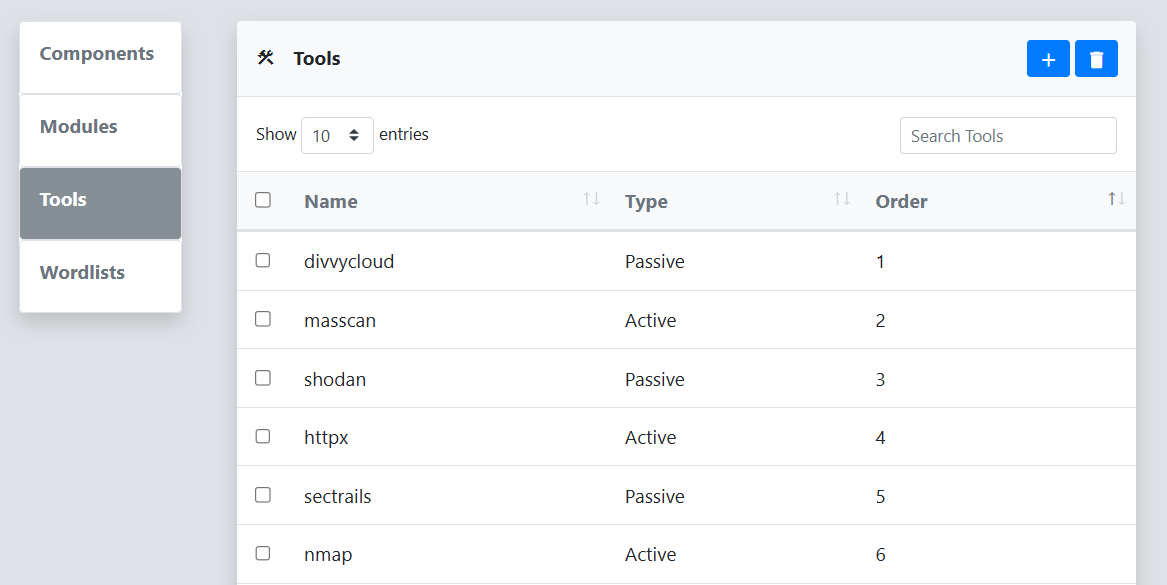 Components
Modules
Tools
Wordlists
Tools
Show 10 entries
Search Tools
Name Type Order
divvycloud Passive 1
masscan Active 2
shodan Passive 3
httpx Active 4
sectrails Passive 5
nmap Active 6